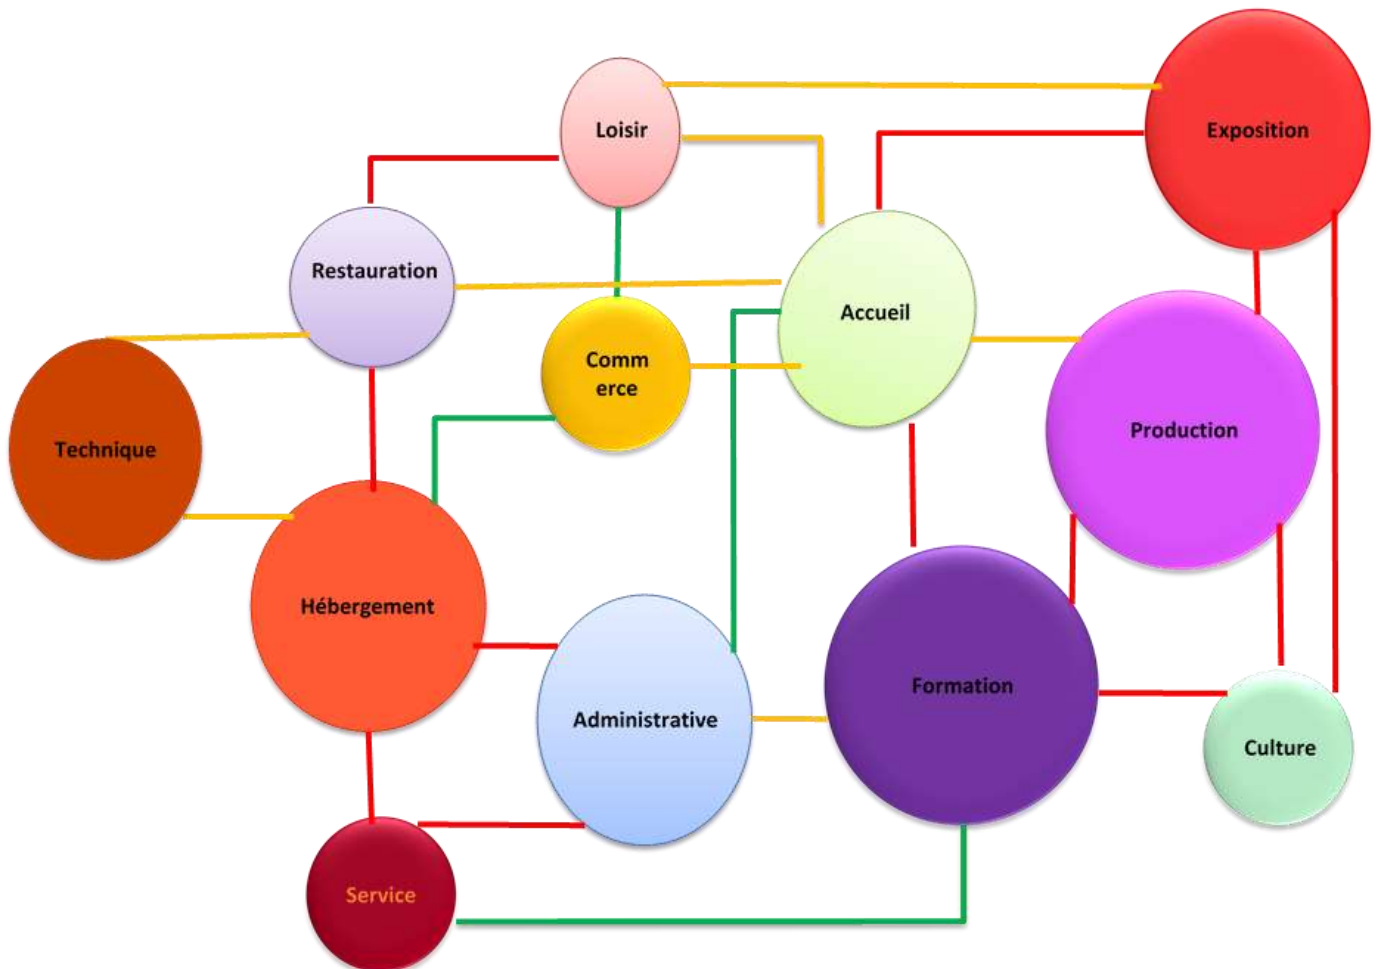 Loisir
Exposition
Restauration
Accueil
Comm
erce
Production
Technique
Hébergement
Formation
Administrative
Culture
Service